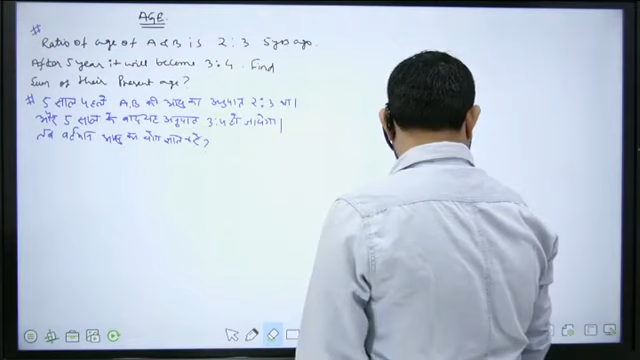 AGE
# Ratio of age of A & B is 2:3 5 yrs ago.
After 5 year it will become 3:4. Find
Sum of their Present age?
# 5 साल पहले A, B की आयु का अनुपात 2:3 था।
और 5 साल के बाद यह अनुपात 3:4 हो जायेगा।
तब वर्तमान आयु का योग ज्ञात करें?